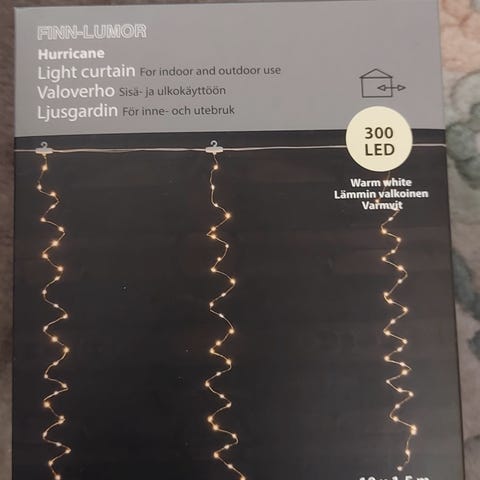 FINN-LUMOR
Hurricane
Light curtain For indoor and outdoor use
Valoverho Sisä- ja ulkokäyttöön
Ljusgardin För inne- och utebruk
300
LED
Warm white
Lämmin valkoinen
Varmvit